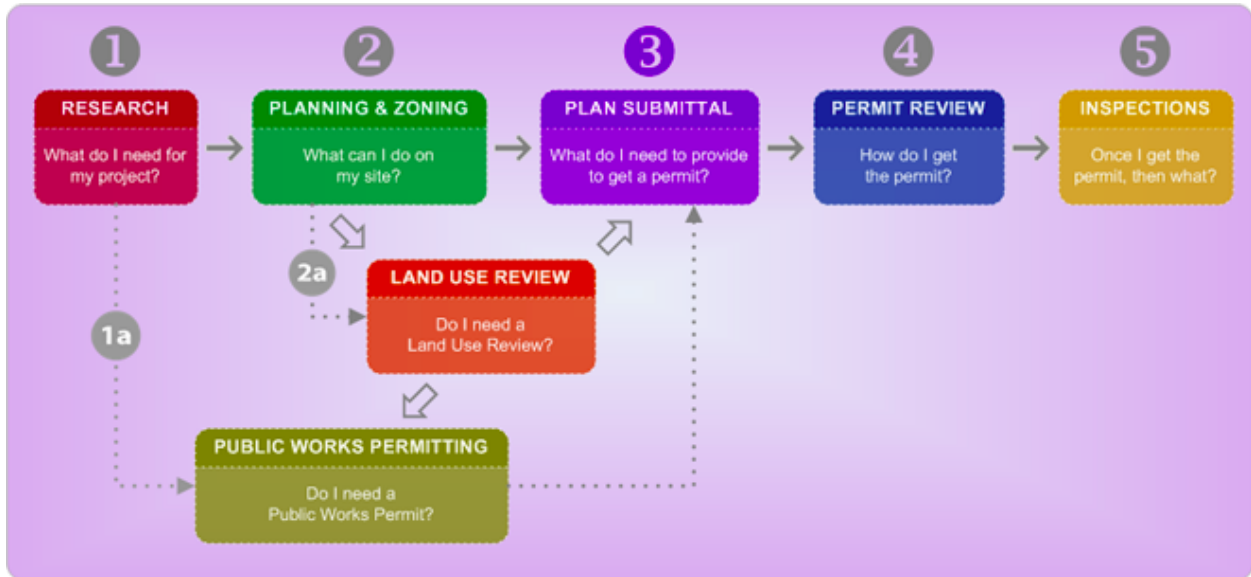 1 2 3 4 5
RESEARCH
What do I need for
my project?
PLANNING & ZONING
What can I do on
my site?
PLAN SUBMITTAL
What do I need to provide
to get a permit?
PERMIT REVIEW
How do I get
the permit?
INSPECTIONS
Once I get the
permit, then what?
2a
LAND USE REVIEW
Do I need a
Land Use Review?
1a
PUBLIC WORKS PERMITTING
Do I need a
Public Works Permit?